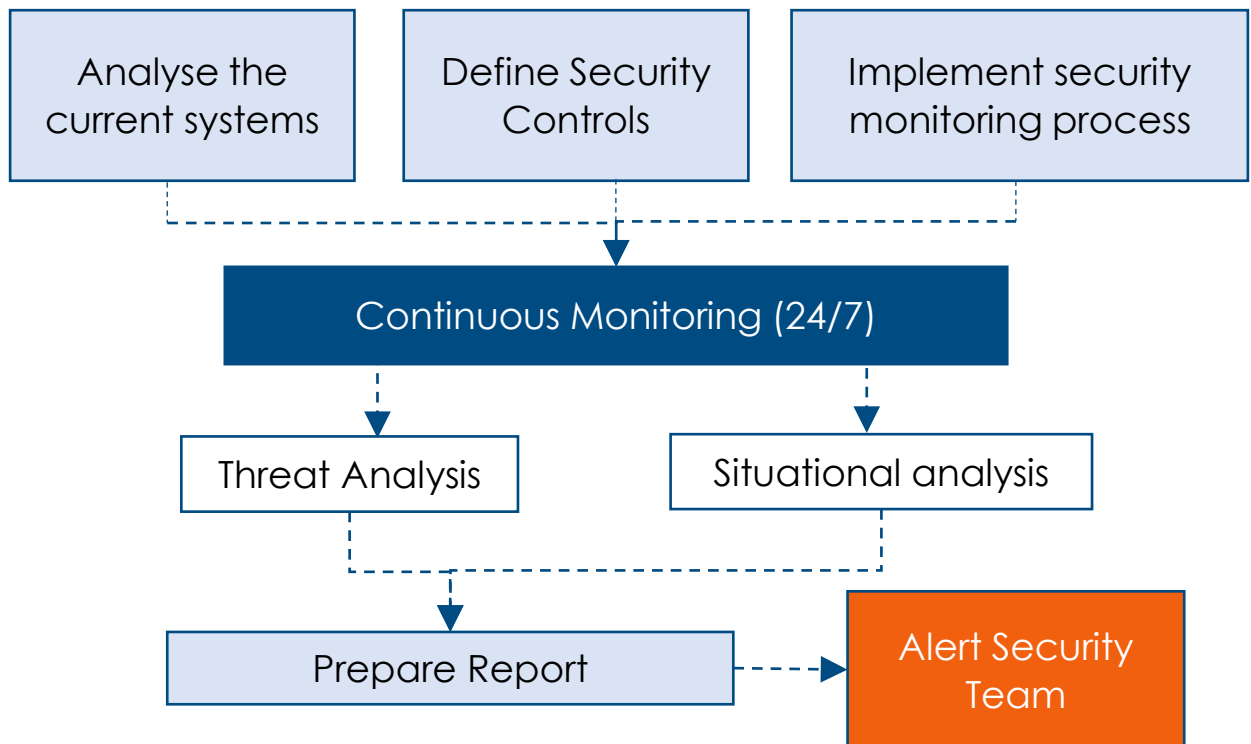 Analyse the
current systems
Define Security
Controls
Implement security
monitoring process
Continuous Monitoring (24/7)
Threat Analysis
Situational analysis
Prepare Report
Alert Security
Team